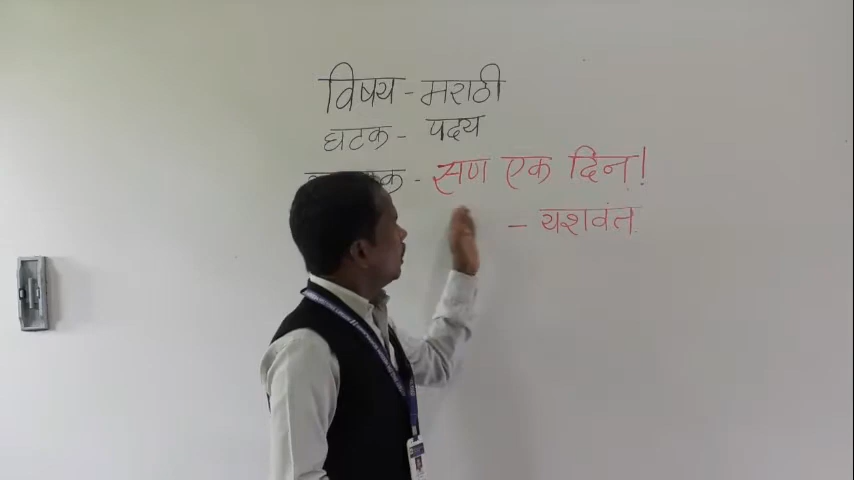 विषय - मराठी
घटक - पद्य
- सण एक दिन!
- यशवंत